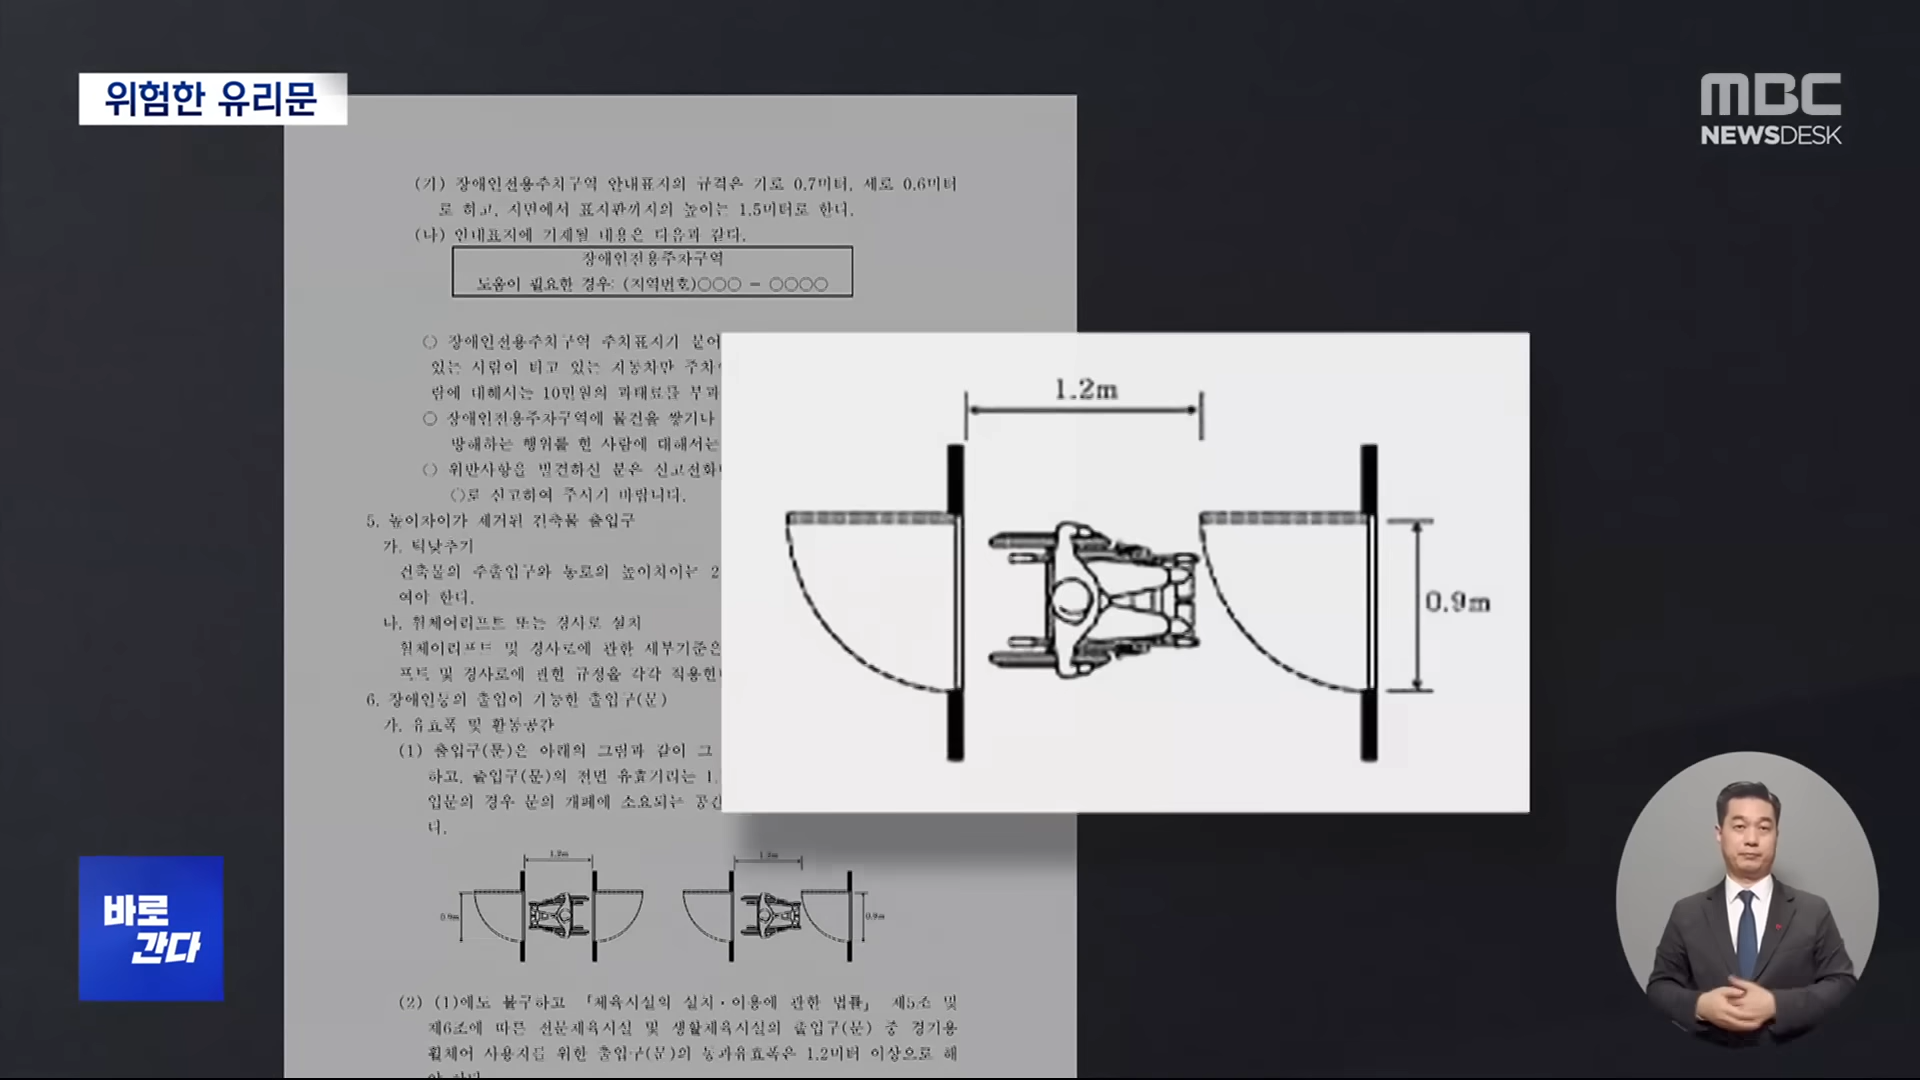 위험한 유리문
MBC
NEWSDESK
(가) 장애인전용주차구역 안내표지의 규격은 가로 0.7미터, 세로 0.6미터
로 하고, 지면에서 표지판까지의 높이는 1.5미터로 한다.
(나) 안내표지에 기재될 내용은 다음과 같다.
장애인전용주차구역
도움이 필요한 경우: (지역번호)○○○ - ○○○○
○ 장애인전용주차구역 주차표지가 붙어
있는 사람이 타고 있는 자동차만 주차
람에 대해서는 10만원의 과태료를 부과
○ 장애인전용주차구역에 물건을 쌓거나
방해하는 행위를 한 사람에 대해서는
○ 위반사항을 발견하신 분은 신고전화
○로 신고하여 주시기 바랍니다.
5. 높이차이가 제거된 건축물 출입구
가. 턱낮추기
건축물의 주출입구와 통로의 높이차이는 2
여야 한다.
나. 휠체어리프트 또는 경사로 설치
휠체어리프트 및 경사로에 관한 세부기준은
프트 및 경사로에 관한 규정을 각각 적용한
6. 장애인등의 출입이 가능한 출입구(문)
가. 유효폭 및 활동공간
(1) 출입구(문)은 아래의 그림과 같이 그
하고, 출입구(문)의 전면 유효거리는 1.
입문의 경우 문의 개폐에 소요되는 공간
다.
1.2m
0.9m
1.2m
1.2m
0.9m
0.9m
(2) (1)에도 불구하고 「체육시설의 설치·이용에 관한 법률」 제5조 및
제6조에 따른 전문체육시설 및 생활체육시설의 출입구(문) 중 경기용
휠체어 사용자를 위한 출입구(문)의 통과유효폭은 1.2미터 이상으로 해
야 한다.
바로
간다